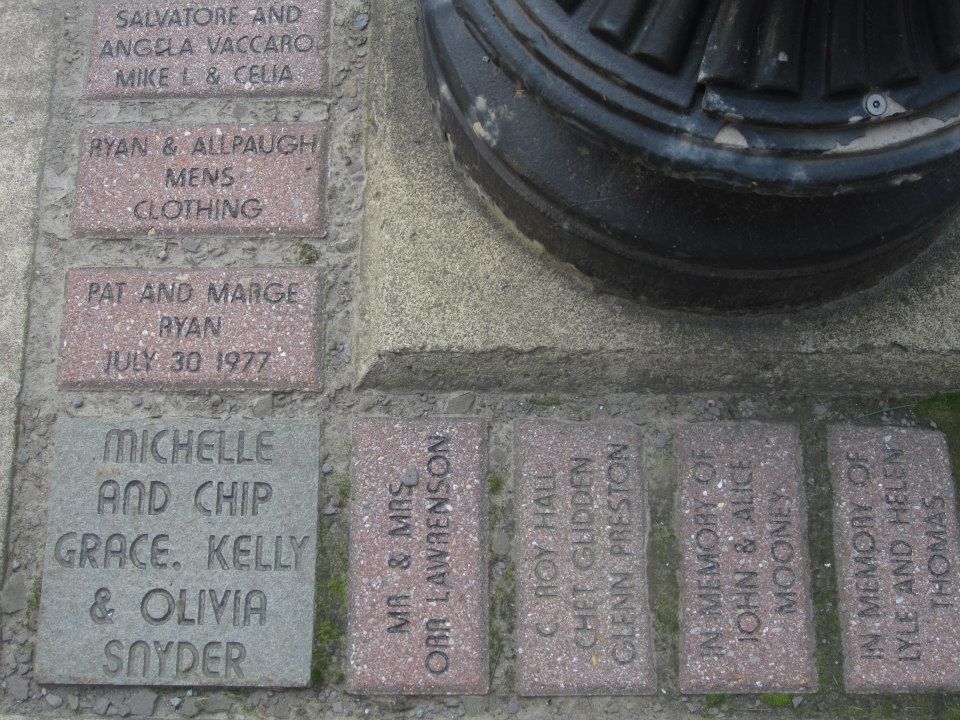 SALVATORE AND
ANGELA VACCARO
MIKE L & CELIA
RYAN & ALLPAUGH
MENS
CLOTHING
PAT AND MARGE
RYAN
JULY 30 1977
MICHELLE
AND CHIP
GRACE. KELLY
& OLIVIA
SNYDER
MR & MRS
ORR LAWRENSON
C. ROY HALL
CHET GLIDDEN
GLENN PRESTON
IN MEMORY OF
JOHN & ALICE
MOONEY
IN MEMORY OF
LYLE AND HELEN
THOMAS